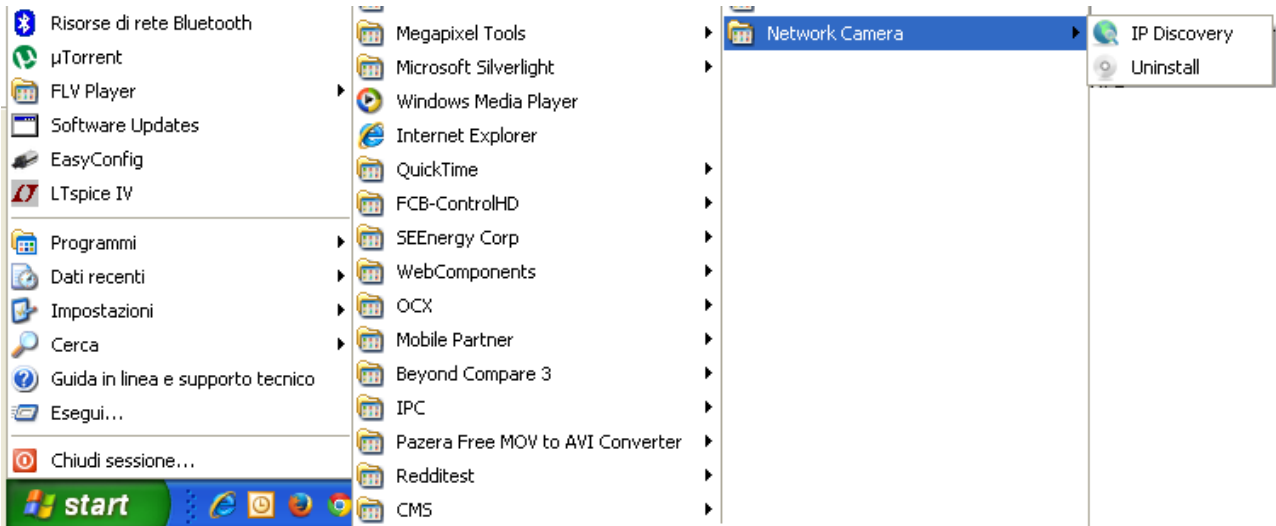 Risorse di rete Bluetooth
µTorrent
FLV Player
Software Updates
EasyConfig
LTspice IV
Programmi
Dati recenti
Impostazioni
Cerca
Guida in linea e supporto tecnico
Esegui...
Chiudi sessione...
start
Megapixel Tools
Microsoft Silverlight
Windows Media Player
Internet Explorer
QuickTime
FCB-ControlHD
SEEnergy Corp
WebComponents
OCX
Mobile Partner
Beyond Compare 3
IPC
Pazera Free MOV to AVI Converter
Redditest
CMS
Network Camera
IP Discovery
Uninstall